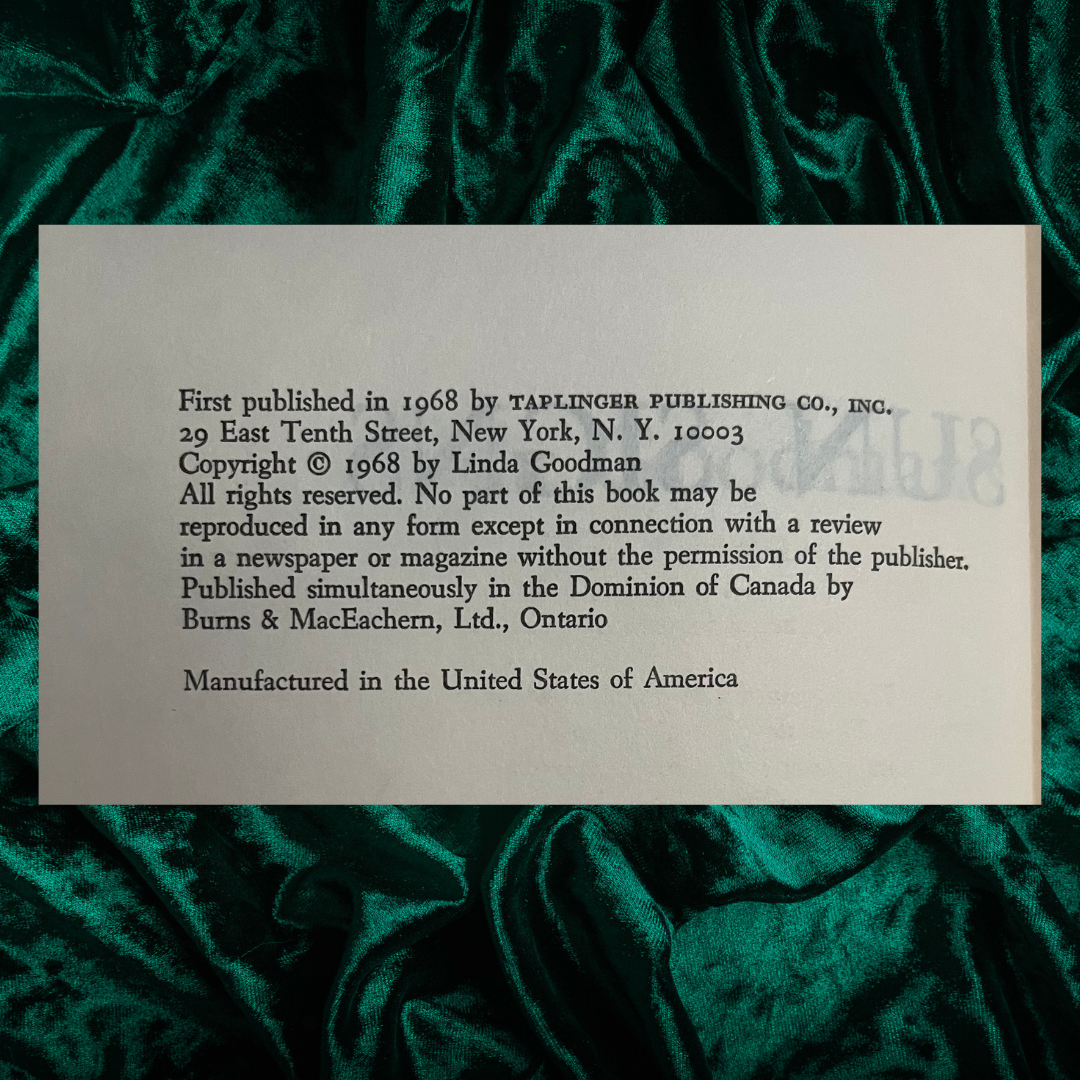 First published in 1968 by TAPLINGER PUBLISHING CO., INC.
29 East Tenth Street, New York, N. Y. 10003
Copyright © 1968 by Linda Goodman
All rights reserved. No part of this book may be
reproduced in any form except in connection with a review
in a newspaper or magazine without the permission of the publisher.
Published simultaneously in the Dominion of Canada by
Burns & MacEachern, Ltd., Ontario
Manufactured in the United States of America